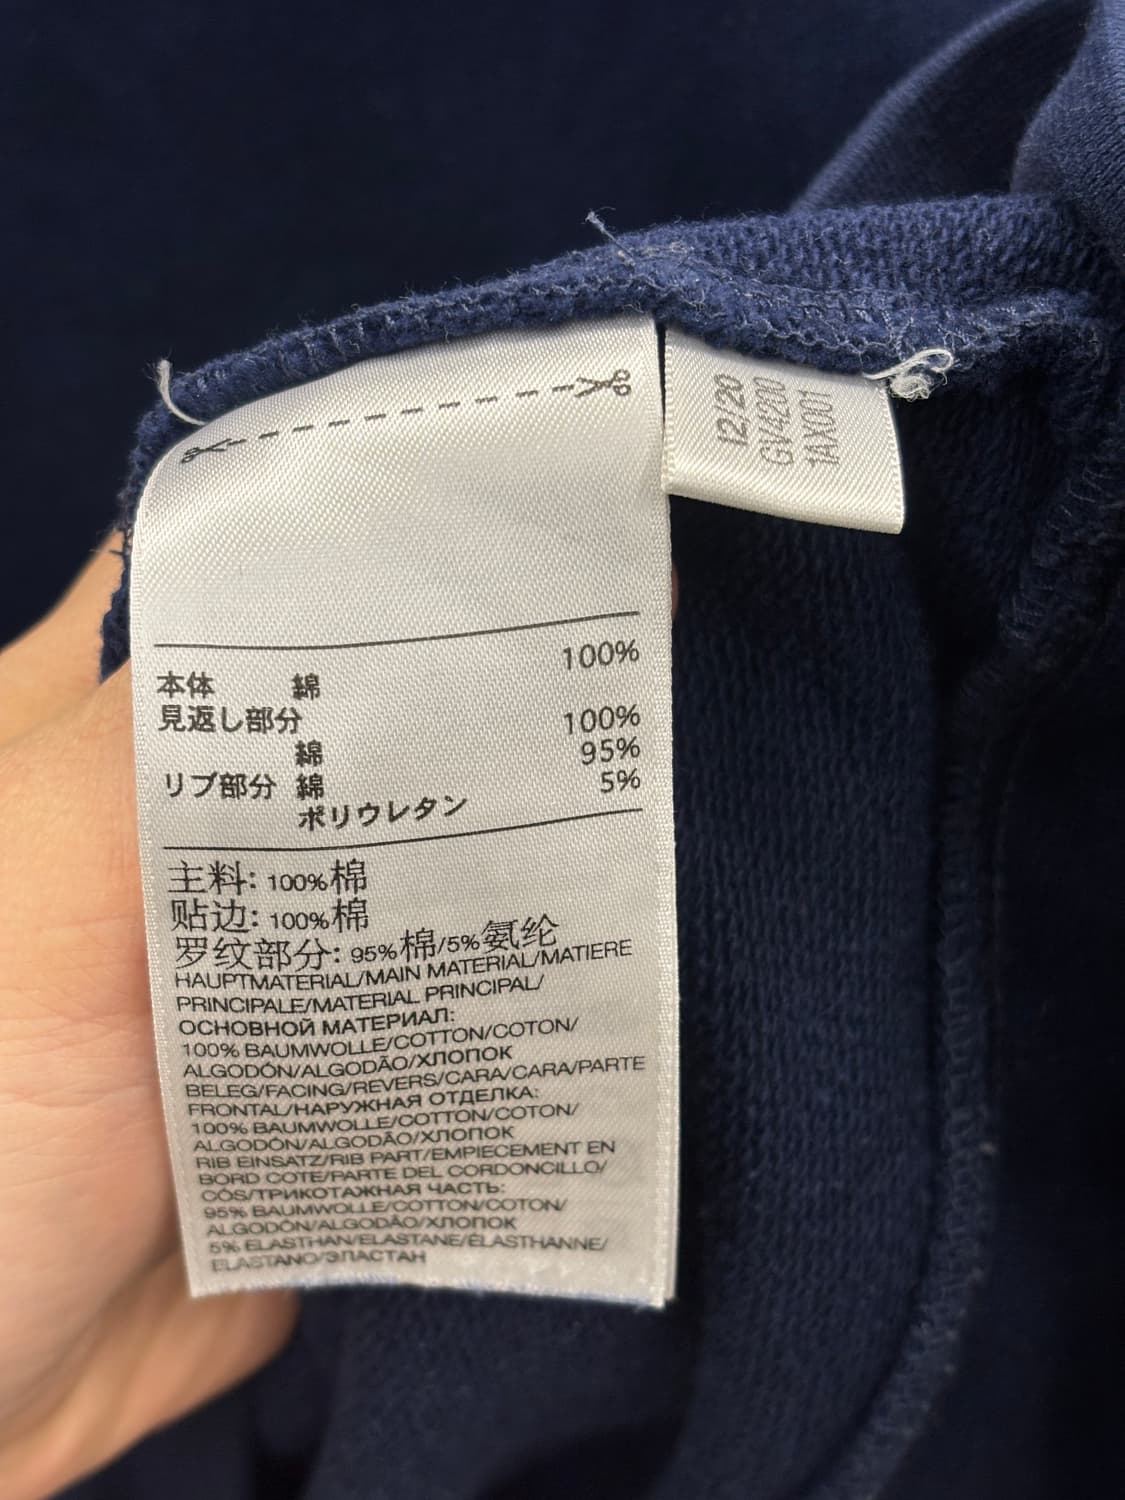 12/20
GV4200
1AX001
100%
本体 綿
見返し部分 100%
綿 95%
リブ部分 綿 5%
ポリウレタン
主料: 100%棉
贴边: 100%棉
罗纹部分: 95%棉/5%氨纶
HAUPTMATERIAL/MAIN MATERIAL/MATIERE
PRINCIPALE/MATERIAL PRINCIPAL/
ОСНОВНОЙ МАТЕРИАЛ:
100% BAUMWOLLE/COTTON/COTON/
ALGODÓN/ALGODÃO/ХЛОПОК
BELEG/FACING/REVERS/CARA/CARA/PARTE
FRONTAL/НАРУЖНАЯ ОТДЕЛКА:
100% BAUMWOLLE/COTTON/COTON/
ALGODÓN/ALGODÃO/ХЛОПОК
RIB EINSATZ/RIB PART/EMPIECEMENT EN
BORD COTE/PARTE DEL CORDONCILLO/
CÓS/ТРИКОТАЖНАЯ ЧАСТЬ:
95% BAUMWOLLE/COTTON/COTON/
ALGODÓN/ALGODÃO/ХЛОПОК
5% ELASTHAN/ELASTANE/ÉLASTHANNE/
ELASTANO/ЭЛАСТАН